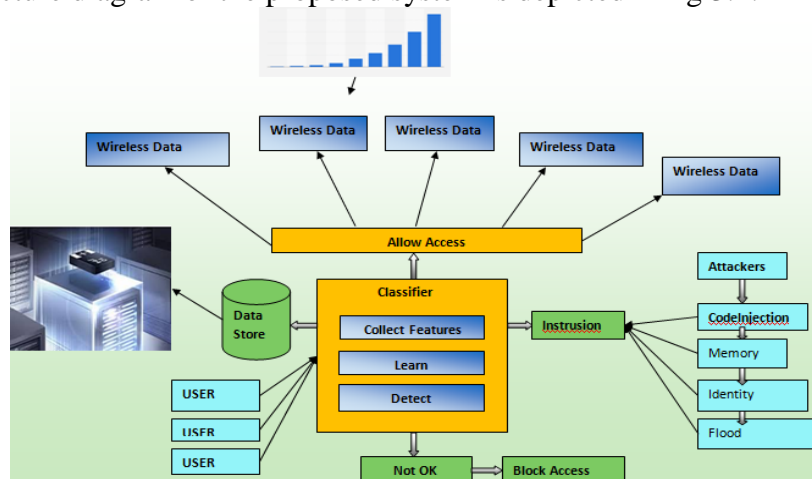 Wireless Data
Wireless Data
Wireless Data
Wireless Data
Wireless Data
Allow Access
Classifier
Collect Features
Learn
Detect
Data
Store
Instrusion
Attackers
CodeInjection
Memory
Identity
Flood
USER
USER
USER
Not OK
Block Access